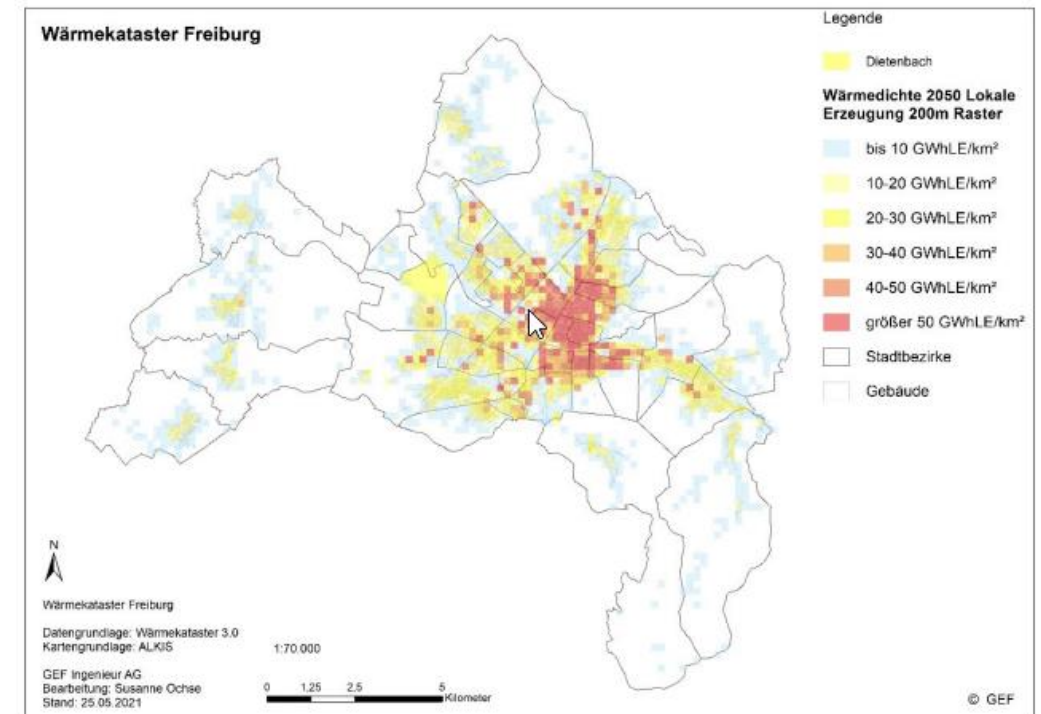 Wärmekataster Freiburg
Legende
Dietenbach
Wärmedichte 2050 Lokale
Erzeugung 200m Raster
bis 10 GWhLE/km²
10-20 GWhLE/km²
20-30 GWhLE/km²
30-40 GWhLE/km²
40-50 GWhLE/km²
größer 50 GWhLE/km²
Stadtbezirke
Gebäude
N
Wärmekataster Freiburg
Datengrundlage: Wärmekataster 3.0
Kartengrundlage: ALKIS
1:70.000
GEF Ingenieur AG
Bearbeitung: Susanne Ochse
Stand: 25.05.2021
0 1,25 2,5 5
Kilometer
© GEF